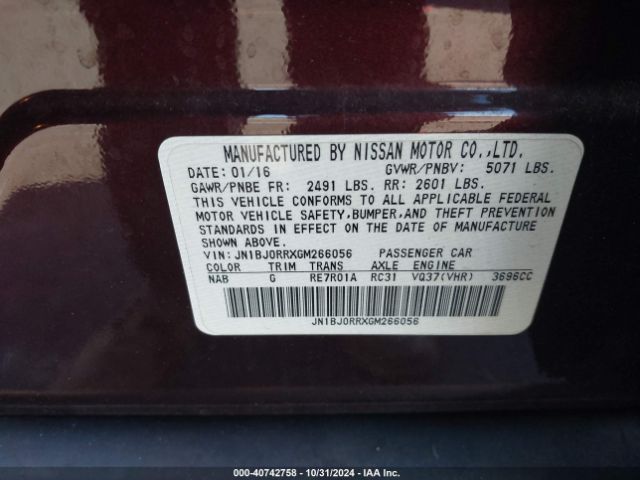 MANUFACTURED BY NISSAN MOTOR CO.,LTD.
DATE: 01/16 GVWR/PNBV: 5071 LBS.
GAWR/PNBE FR: 2491 LBS. RR: 2601 LBS.
THIS VEHICLE CONFORMS TO ALL APPLICABLE FEDERAL
MOTOR VEHICLE SAFETY,BUMPER,AND THEFT PREVENTION
STANDARDS IN EFFECT ON THE DATE OF MANUFACTURE
SHOWN ABOVE.
VIN: JN1BJ0RRXGM266056 PASSENGER CAR
COLOR TRIM TRANS AXLE ENGINE
NAB G RE7R01A RC31 VQ37(VHR) 3696CC
JN1BJ0RRXGM266056
© - 40742758 - 10/31/2024 - IAA Inc.